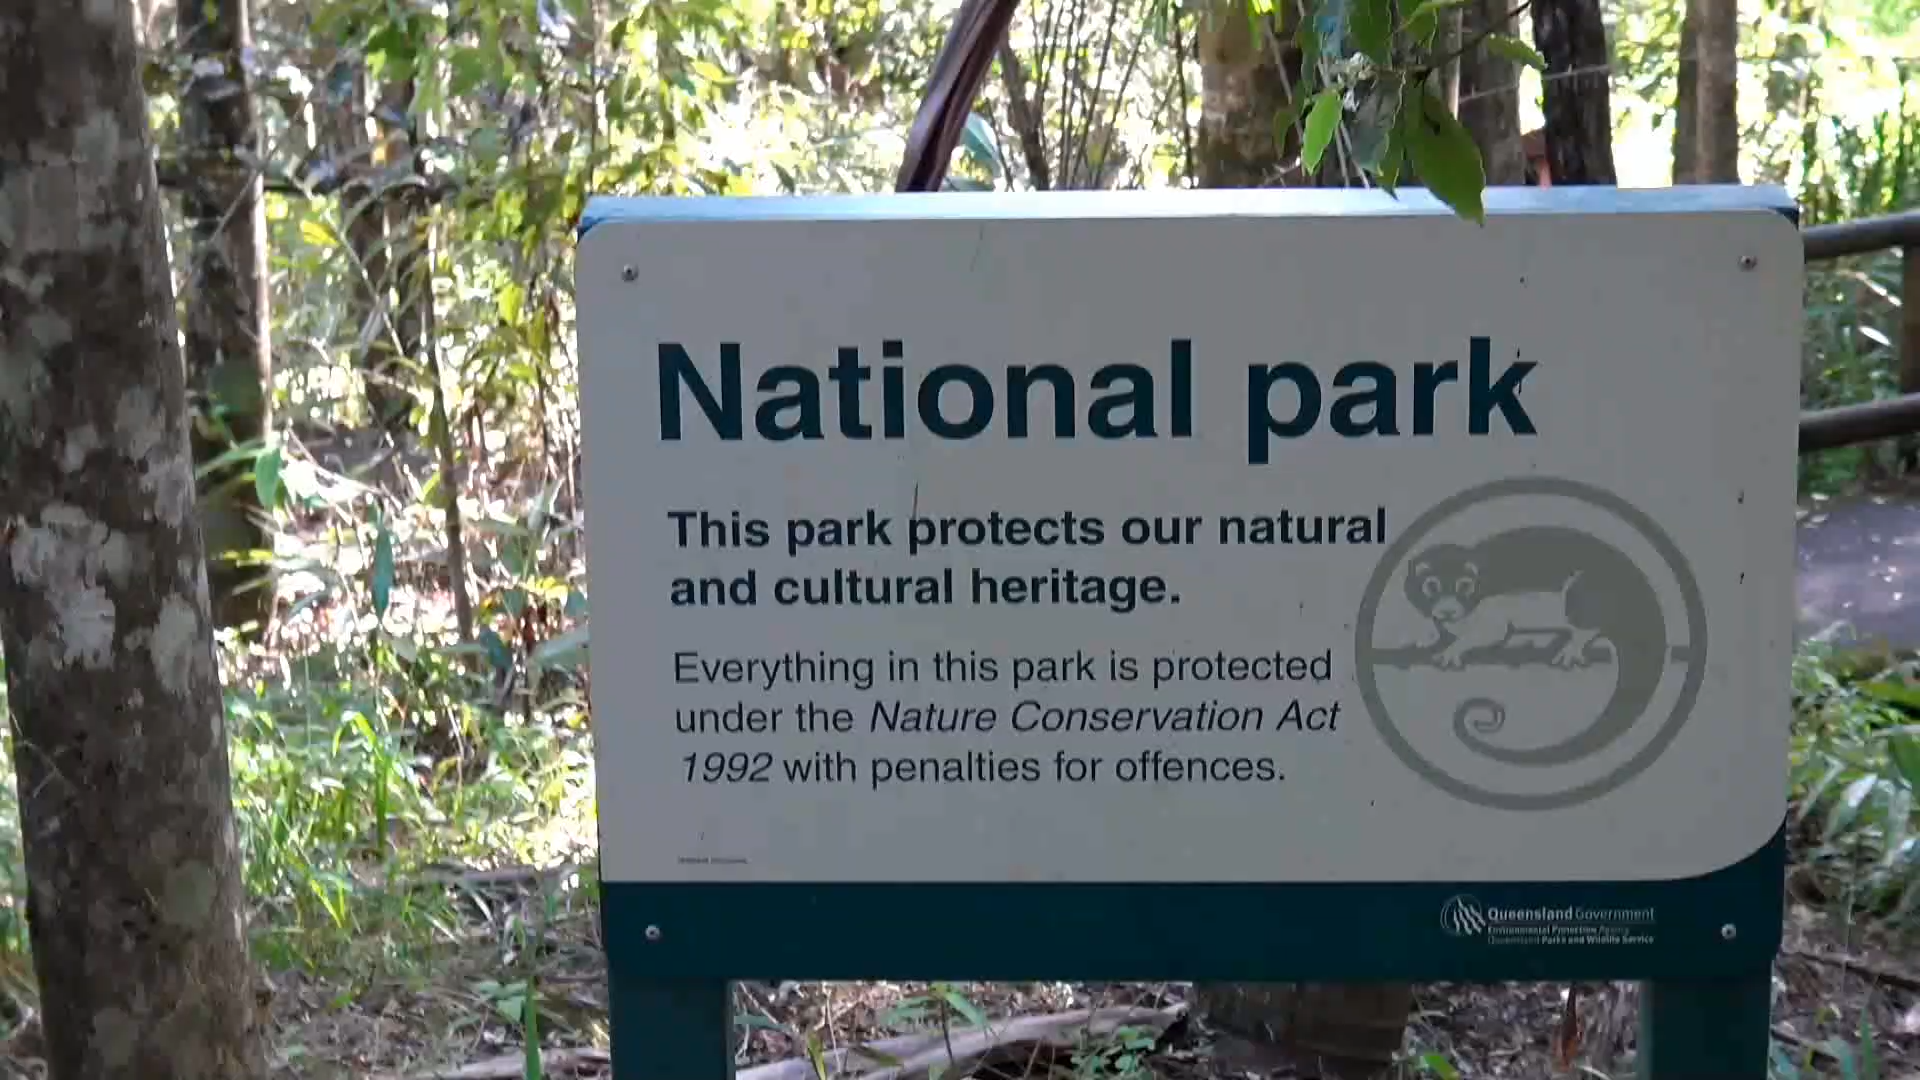 National park
This park protects our natural
and cultural heritage.
Everything in this park is protected
under the Nature Conservation Act
1992 with penalties for offences.
Queensland Government
Environmental Protection Agency
Queensland Parks and Wildlife Service